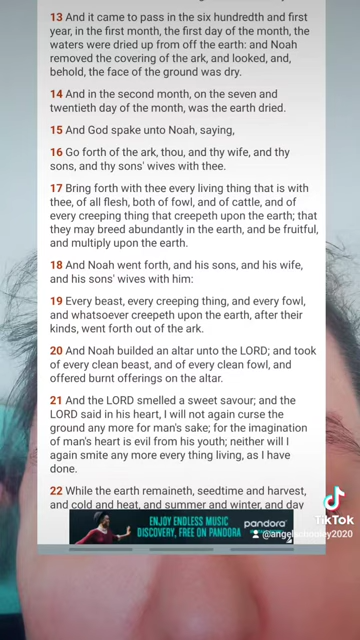 13 And it came to pass in the six hundredth and first
year, in the first month, the first day of the month, the
waters were dried up from off the earth: and Noah
removed the covering of the ark, and looked, and,
behold, the face of the ground was dry.
14 And in the second month, on the seven and
twentieth day of the month, was the earth dried.
15 And God spake unto Noah, saying,
16 Go forth of the ark, thou, and thy wife, and thy
sons, and thy sons' wives with thee.
17 Bring forth with thee every living thing that is with
thee, of all flesh, both of fowl, and of cattle, and of
every creeping thing that creepeth upon the earth; that
they may breed abundantly in the earth, and be fruitful,
and multiply upon the earth.
18 And Noah went forth, and his sons, and his wife,
and his sons' wives with him:
19 Every beast, every creeping thing, and every fowl,
and whatsoever creepeth upon the earth, after their
kinds, went forth out of the ark.
20 And Noah builded an altar unto the LORD; and took
of every clean beast, and of every clean fowl, and
offered burnt offerings on the altar.
21 And the LORD smelled a sweet savour; and the
LORD said in his heart, I will not again curse the
ground any more for man's sake; for the imagination
of man's heart is evil from his youth; neither will I
again smite any more every thing living, as I have
done.
22 While the earth remaineth, seedtime and harvest,
and cold and heat, and summer and winter, and day
ENJOY ENDLESS MUSIC
DISCOVERY, FREE ON PANDORA
pandora
TikTok